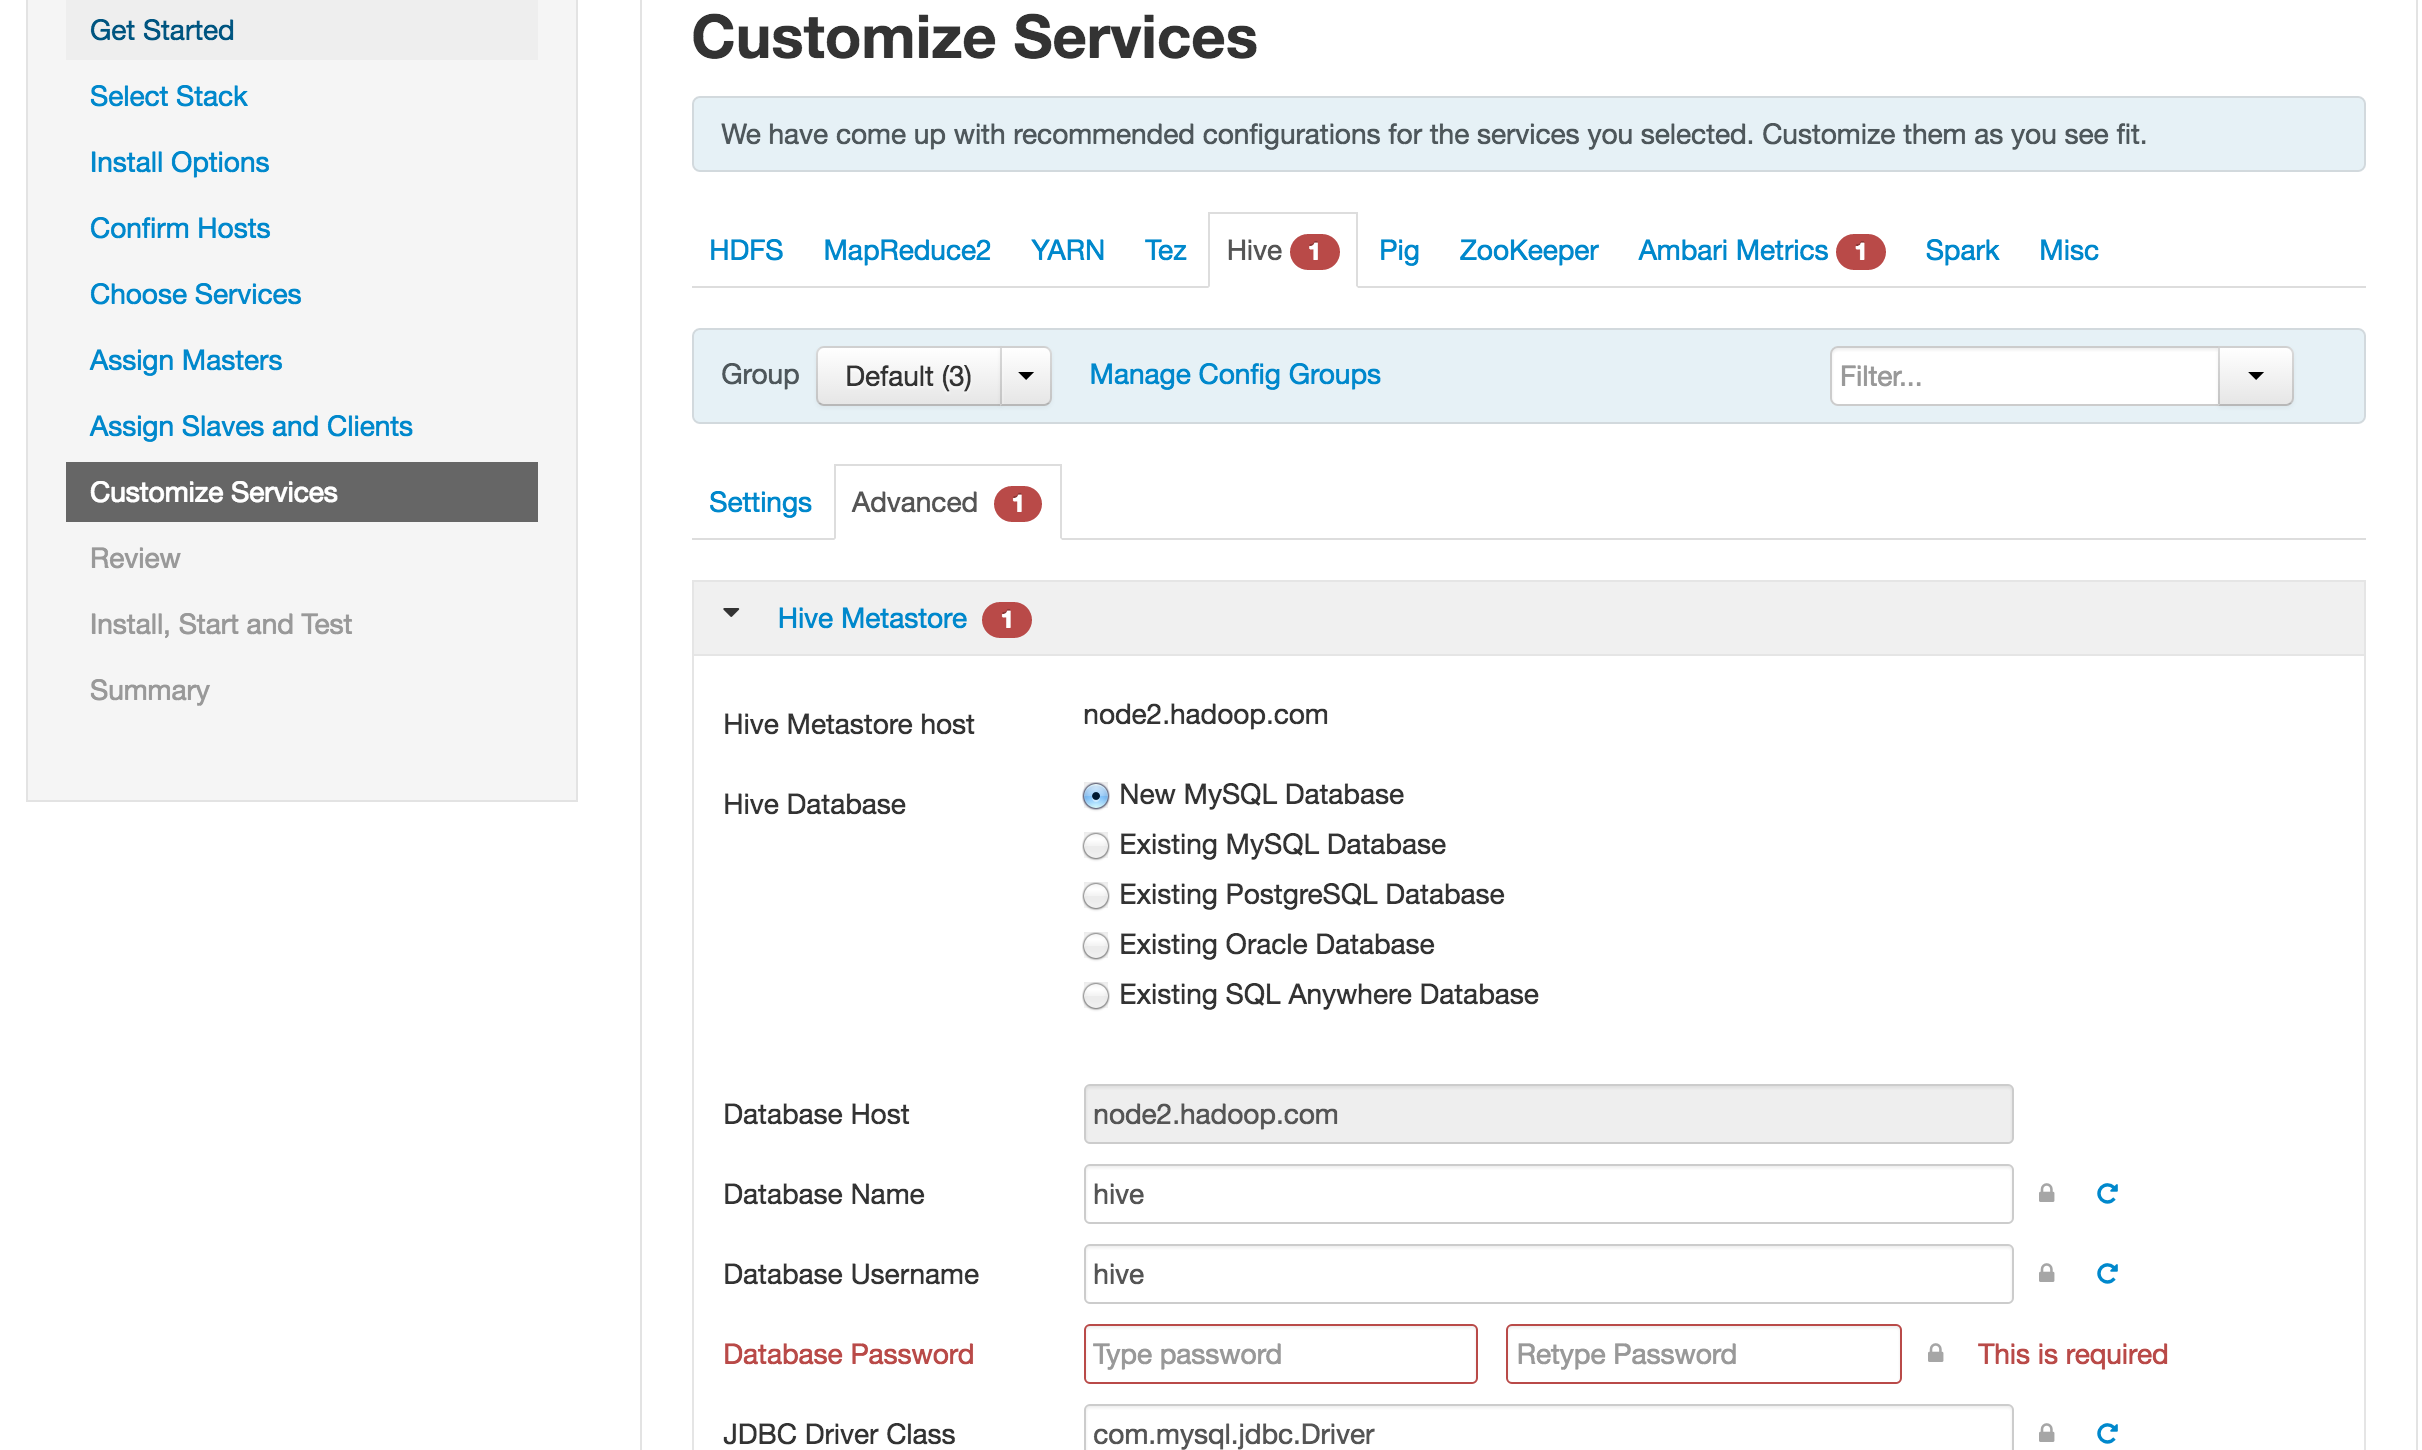 Get Started
Select Stack
Install Options
Confirm Hosts
Choose Services
Assign Masters
Assign Slaves and Clients
Customize Services
Review
Install, Start and Test
Summary
Customize Services
We have come up with recommended configurations for the services you selected. Customize them as you see fit.
HDFS MapReduce2 YARN Tez Hive 1 Pig ZooKeeper Ambari Metrics 1 Spark Misc
Group Default (3) Manage Config Groups Filter...
Settings Advanced 1
Hive Metastore 1
Hive Metastore host node2.hadoop.com
Hive Database New MySQL Database
Existing MySQL Database
Existing PostgreSQL Database
Existing Oracle Database
Existing SQL Anywhere Database
Database Host node2.hadoop.com
Database Name hive
Database Username hive
Database Password Type password Retype Password This is required
JDBC Driver Class com.mysql.jdbc.Driver